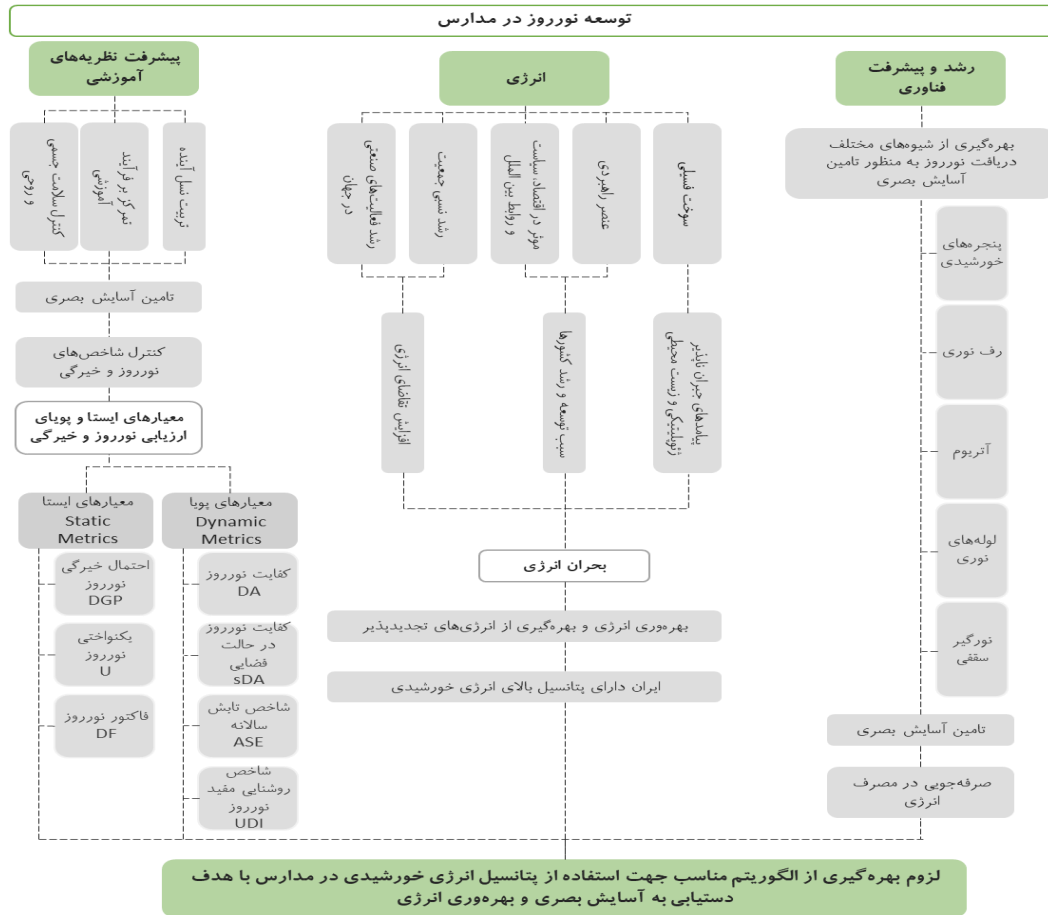 توسعه نورروز در مدارس
رشد و پیشرفت
فناوری
بهره‌گیری از شیوه‌های مختلف
دریافت نورروز به منظور تامین
آسایش بصری
پنجره‌های
خورشیدی
رف نوری
آتریوم
لوله‌های
نوری
نورگیر
سقفی
تامین آسایش بصری
صرفه‌جویی در مصرف
انرژی
انرژی
سوخت فسیلی
عنصر راهبردی
موثر در اقتصاد، سیاست
و روابط بین الملل
رشد نسبی جمعیت
رشد فعالیت‌های صنعتی
در جهان
پیامدهای جبران ناپذیر
ژئوپلیتیکی و زیست محیطی
سبب توسعه و رشد کشورها
افزایش تقاضای انرژی
بحران انرژی
بهره‌وری انرژی و بهره‌گیری از انرژی‌های تجدیدپذیر
ایران دارای پتانسیل بالای انرژی خورشیدی
پیشرفت نظریه‌های
آموزشی
تربیت نسل آینده
تمرکز بر فرآیند
آموزشی
کنترل سلامت جسمی
و روحی
تامین آسایش بصری
کنترل شاخص‌های
نورروز و خیرگی
معیارهای ایستا و پویای
ارزیابی نورروز و خیرگی
معیارهای پویا
Dynamic
Metrics
کفایت نورروز
DA
کفایت نورروز
در حالت
فضایی
sDA
شاخص تابش
سالانه
ASE
شاخص
روشنایی مفید
نورروز
UDI
معیارهای ایستا
Static
Metrics
احتمال خیرگی
نورروز
DGP
یکنواختی
نورروز
U
فاکتور نورروز
DF
لزوم بهره‌گیری از الگوریتم مناسب جهت استفاده از پتانسیل انرژی خورشیدی در مدارس با هدف
دستیابی به آسایش بصری و بهره‌وری انرژی